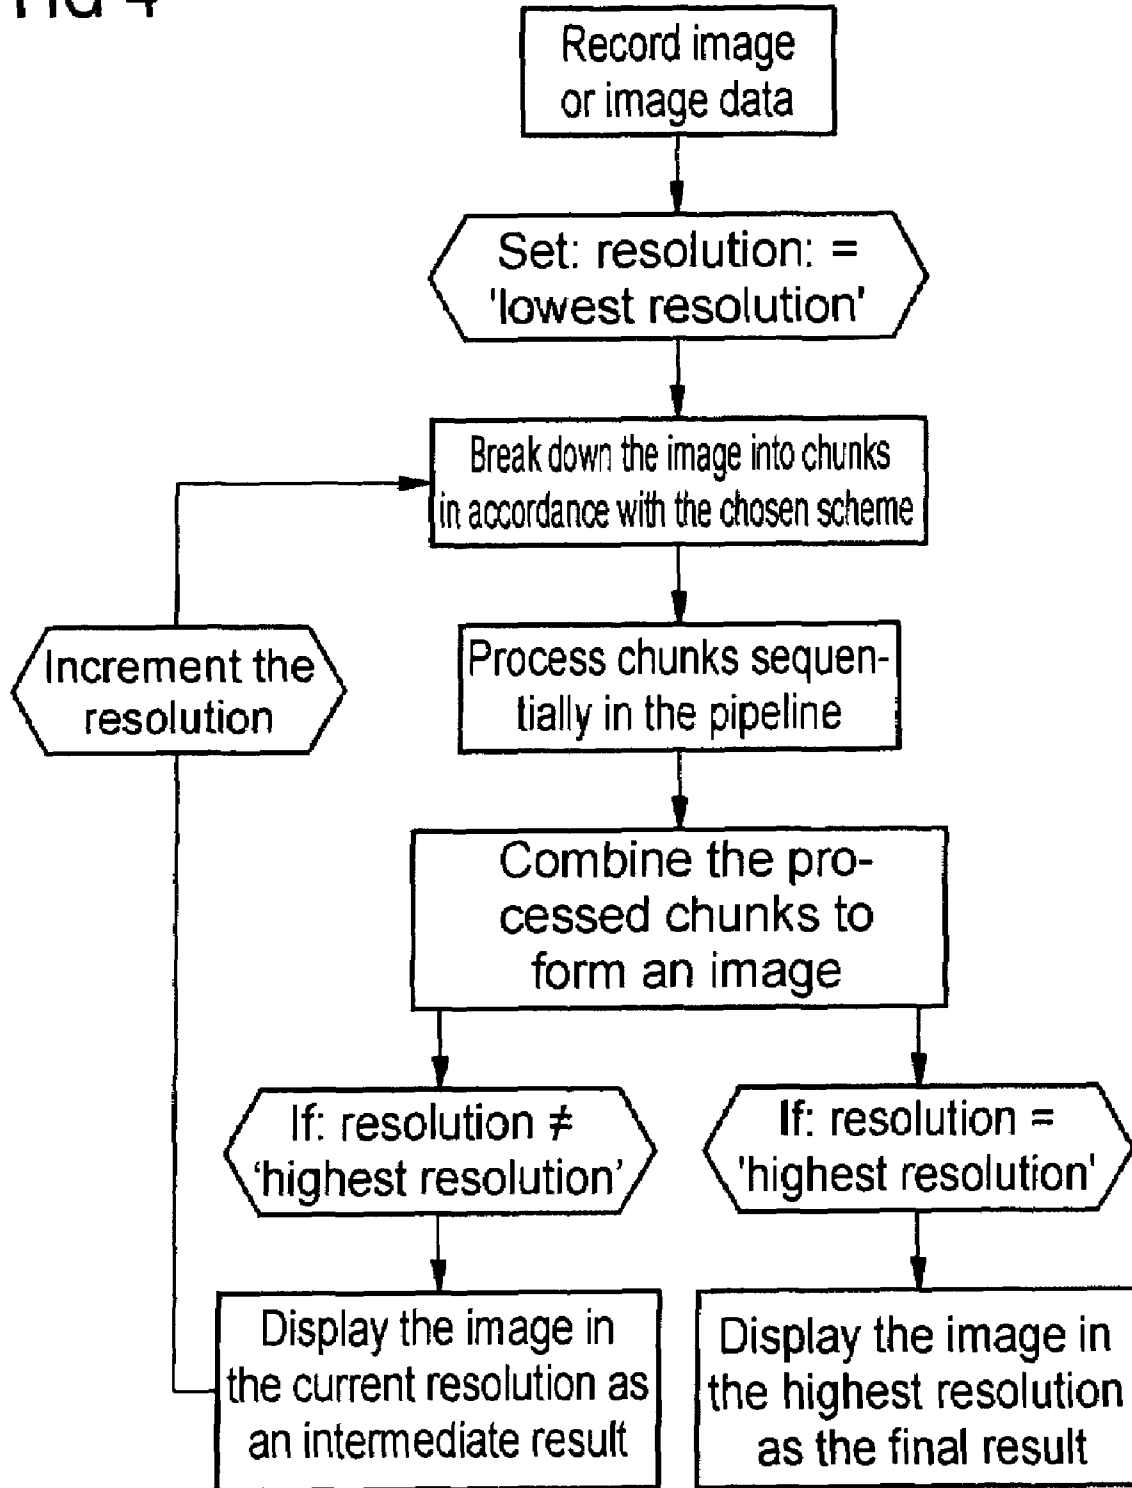 FIG 4
Record image
or image data
Set: resolution: =
'lowest resolution'
Break down the image into chunks
in accordance with the chosen scheme
Increment the
resolution
Process chunks sequen-
tially in the pipeline
Combine the pro-
cessed chunks to
form an image
If: resolution ≠
‘highest resolution’
If: resolution =
'highest resolution'
Display the image in
the current resolution as
an intermediate result
Display the image in
the highest resolution
as the final result